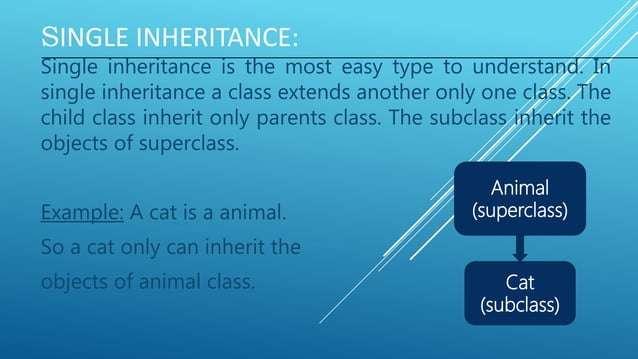 SINGLE INHERITANCE:
Single inheritance is the most easy type to understand. In
single inheritance a class extends another only one class. The
child class inherit only parents class. The subclass inherit the
objects of superclass.
Example: A cat is a animal.
So a cat only can inherit the
objects of animal class.
Animal
(superclass)
Cat
(subclass)